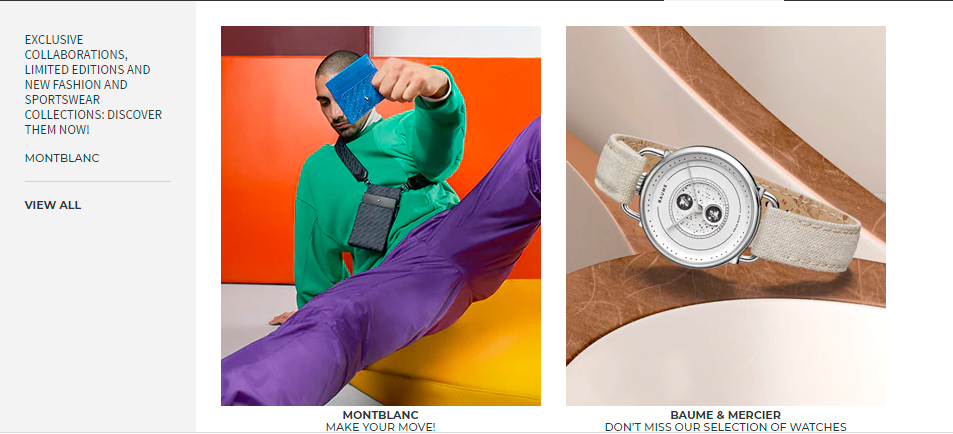 EXCLUSIVE
COLLABORATIONS,
LIMITED EDITIONS AND
NEW FASHION AND
SPORTSWEAR
COLLECTIONS: DISCOVER
THEM NOW!
MONTBLANC
VIEW ALL
BAUME
MONTBLANC
MAKE YOUR MOVE!
BAUME & MERCIER
DON'T MISS OUR SELECTION OF WATCHES